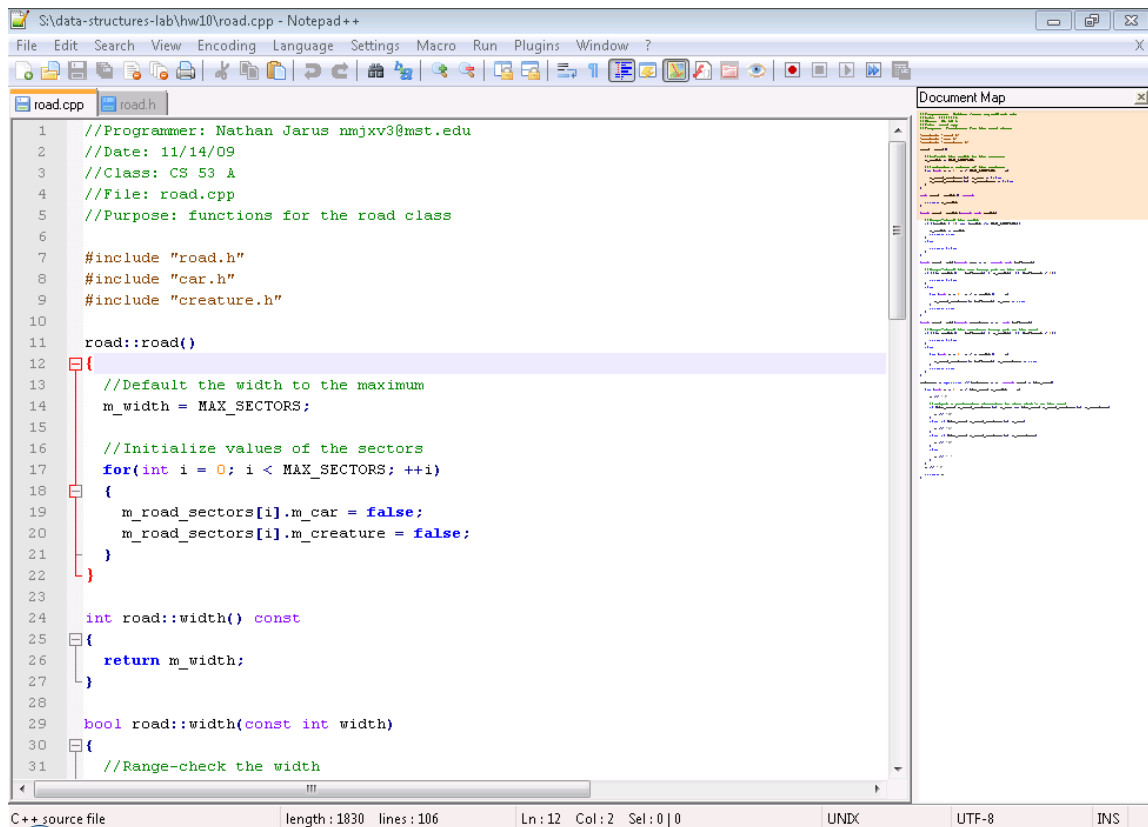 S:\data-structures-lab\hw10\road.cpp - Notepad++
File Edit Search View Encoding Language Settings Macro Run Plugins Window ? X
road.cpp road.h
Document Map
1 //Programmer: Nathan Jarus nmjxv3@mst.edu
2 //Date: 11/14/09
3 //Class: CS 53 A
4 //File: road.cpp
5 //Purpose: functions for the road class
6
7 #include "road.h"
8 #include "car.h"
9 #include "creature.h"
10
11 road::road()
12 {
13   //Default the width to the maximum
14   m_width = MAX_SECTORS;
15
16   //Initialize values of the sectors
17   for(int i = 0; i < MAX_SECTORS; ++i)
18   {
19     m_road_sectors[i].m_car = false;
20     m_road_sectors[i].m_creature = false;
21   }
22 }
23
24 int road::width() const
25 {
26   return m_width;
27 }
28
29 bool road::width(const int width)
30 {
31   //Range-check the width
C++ source file length : 1830 lines : 106 Ln : 12 Col : 2 Sel : 0 | 0 UNIX UTF-8 INS